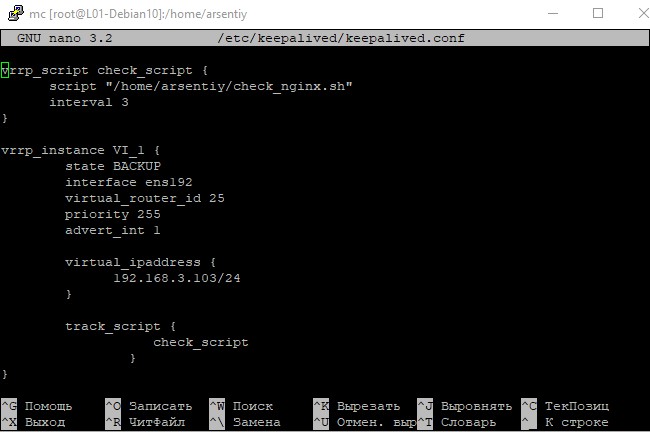 mc [root@L01-Debian10]:/home/arsentiy
GNU nano 3.2 /etc/keepalived/keepalived.conf
vrrp_script check_script {
script "/home/arsentiy/check_nginx.sh"
interval 3
}
vrrp_instance VI_1 {
state BACKUP
interface ens192
virtual_router_id 25
priority 255
advert_int 1
virtual_ipaddress {
192.168.3.103/24
}
track_script {
check_script
}
}
^G Помощь ^O Записать ^W Поиск ^K Вырезать ^J Выровнять ^C ТекПозиц
^X Выход ^R ЧитФайл ^\ Замена ^U Отмен. выр ^T Словарь ^_ К строке